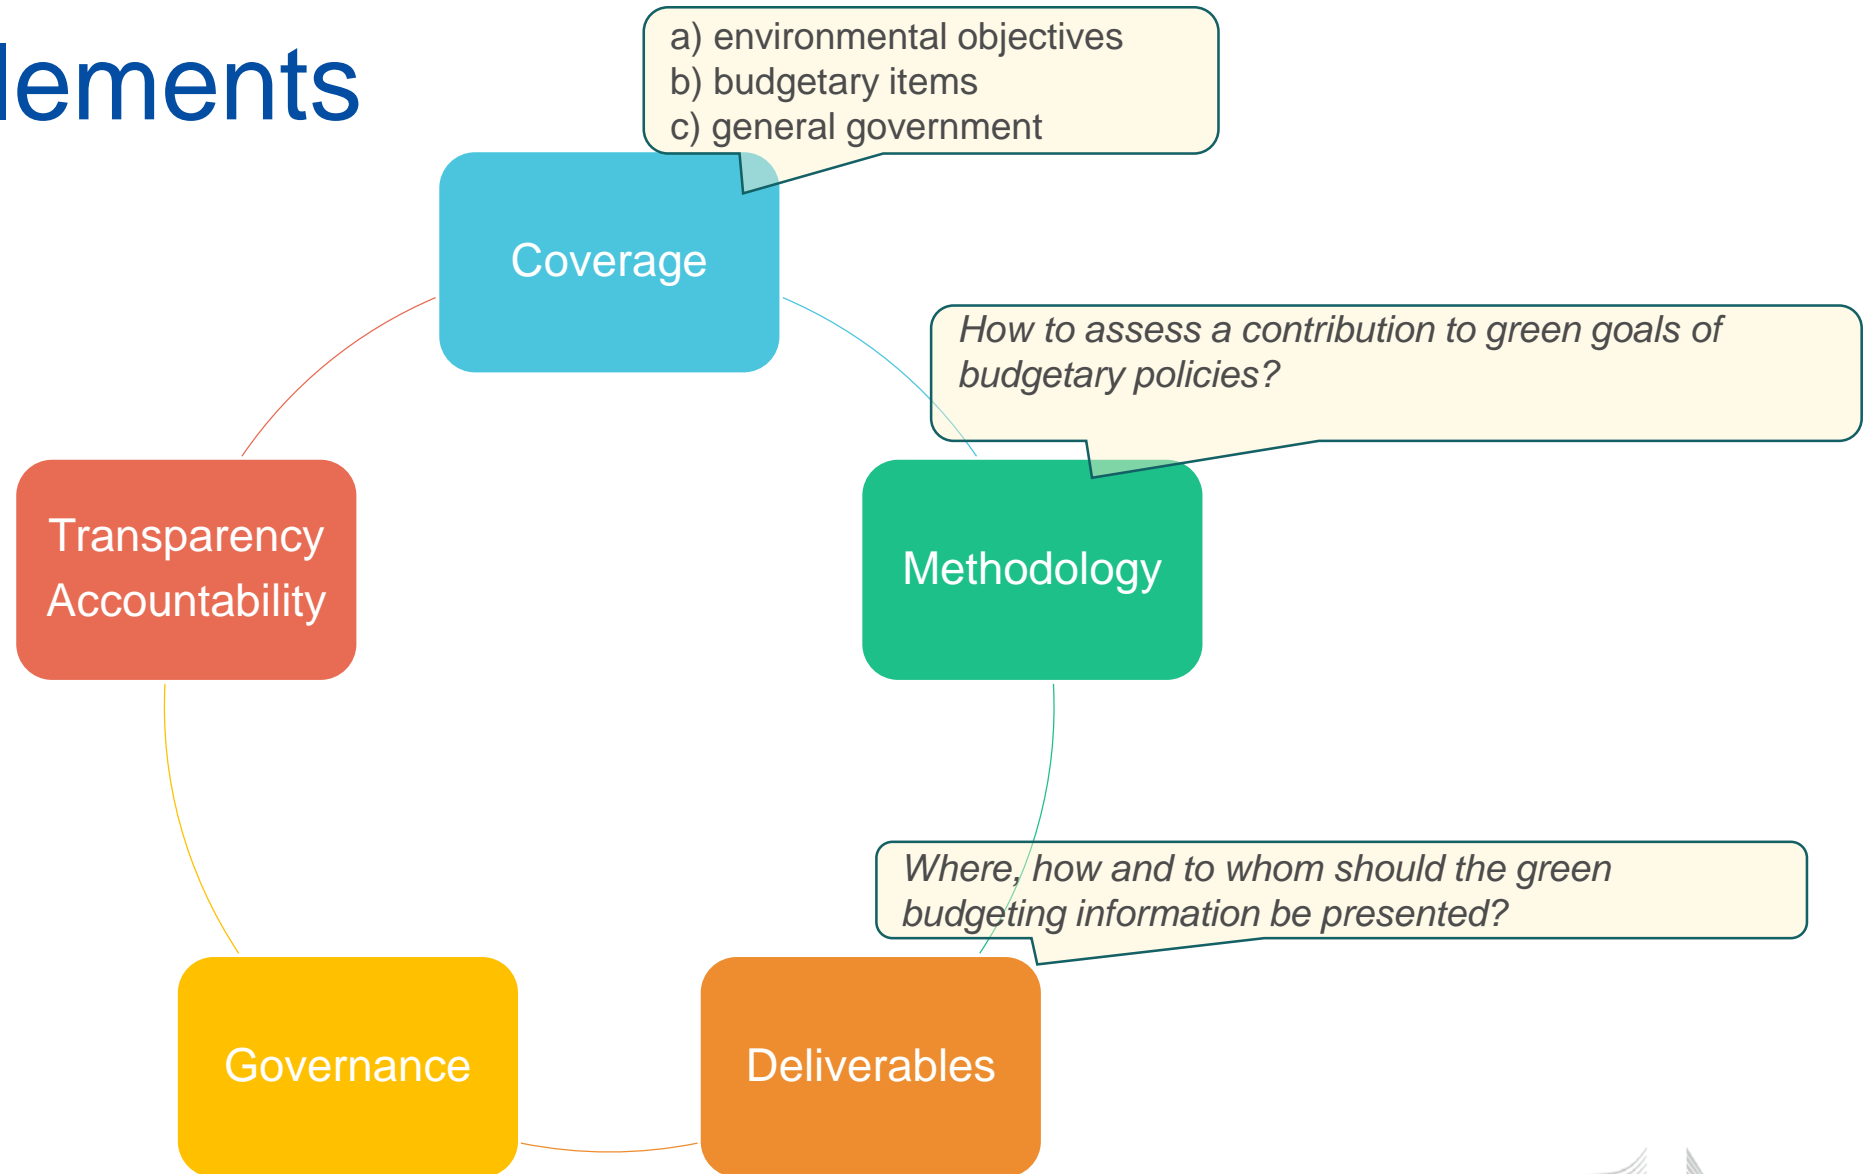 lements
a) environmental objectives
b) budgetary items
c) general government
Coverage
How to assess a contribution to green goals of
budgetary policies?
Transparency
Accountability
Methodology
Where, how and to whom should the green
budgeting information be presented?
Governance
Deliverables